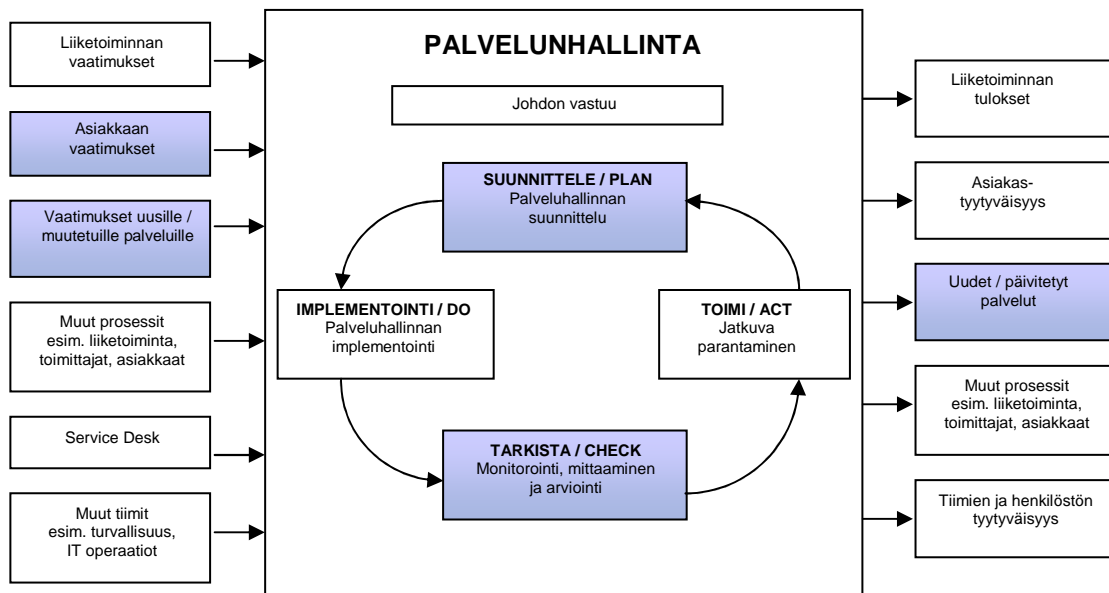 Liiketoiminnan
vaatimukset
Asiakkaan
vaatimukset
Vaatimukset uusille /
muutetuille palveluille
Muut prosessit
esim. liiketoiminta,
toimittajat, asiakkaat
Service Desk
Muut tiimit
esim. turvallisuus,
IT operaatiot
PALVELUNHALLINTA
Johdon vastuu
SUUNNITTELE / PLAN
Palveluhallinnan
suunnittelu
IMPLEMENTOINTI / DO
Palveluhallinnan
implementointi
TOIMI / ACT
Jatkuva
parantaminen
TARKISTA / CHECK
Monitorointi, mittaaminen
ja arviointi
Liiketoiminnan
tulokset
Asiakas-
tyytyväisyys
Uudet / päivitetyt
palvelut
Muut prosessit
esim. liiketoiminta,
toimittajat, asiakkaat
Tiimien ja henkilöstön
tyytyväisyys